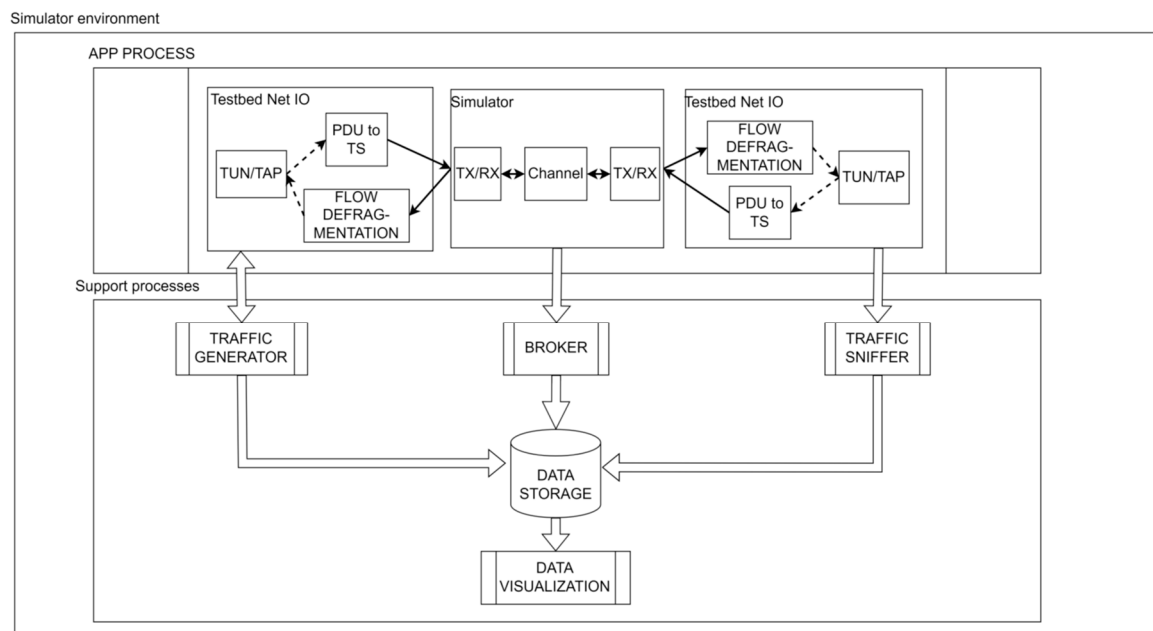 Simulator environment
APP PROCESS
Testbed Net IO
PDU to
TS
TUN/TAP
FLOW
DEFRAG-
MENTATION
Simulator
TX/RX
Channel
TX/RX
Testbed Net IO
FLOW
DEFRAG-
MENTATION
TUN/TAP
PDU to
TS
Support processes
TRAFFIC
GENERATOR
BROKER
TRAFFIC
SNIFFER
DATA
STORAGE
DATA
VISUALIZATION